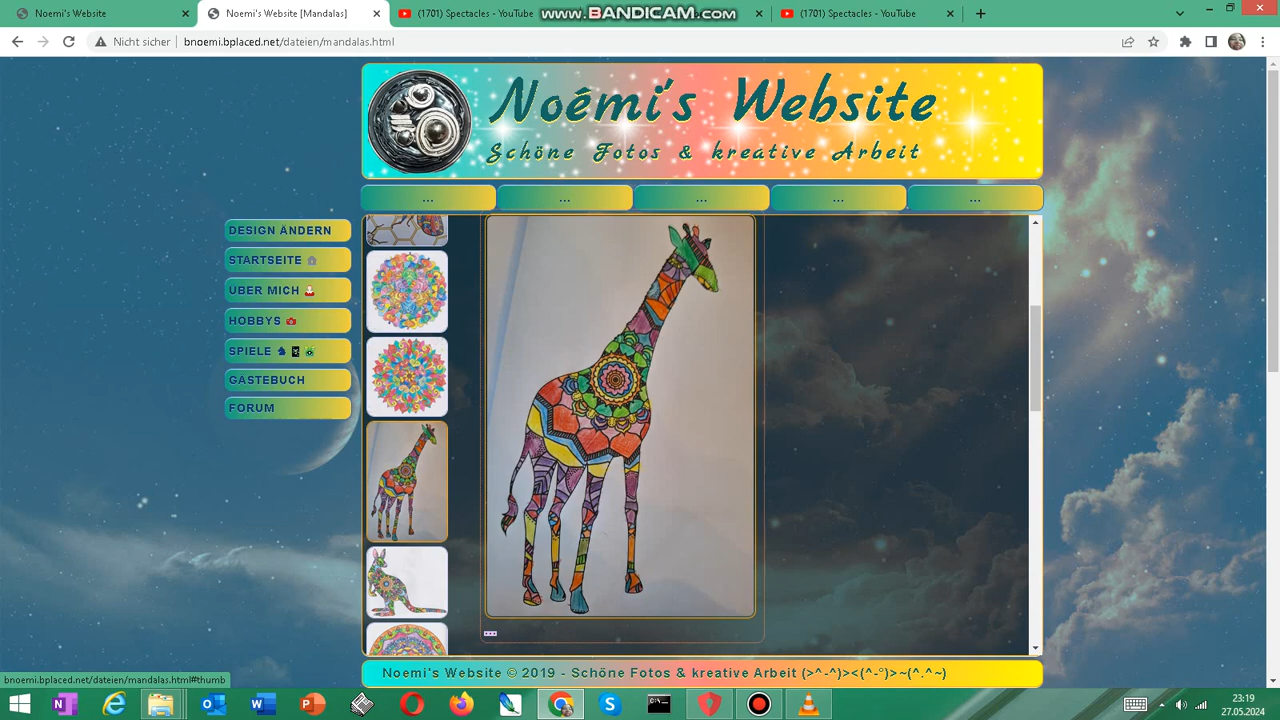 Noemi's Website
Noemi's Website [Mandalas]
(1701) Spectacles - YouTube
www.BANDICAM.com
(1701) Spectacles - YouTube
Nicht sicher
bnoemi.bplaced.net/dateien/mandalas.html
Noémi's Website
Schöne Fotos & kreative Arbeit
... ... ... ... ...
DESIGN ÄNDERN
STARTSEITE
ÜBER MICH
HOBBYS
SPIELE
GÄSTEBUCH
FORUM
...
Noemi's Website © 2019 - Schöne Fotos & kreative Arbeit (>^-^)><(^-°)>~(^.^~)
bnoemi.bplaced.net/dateien/mandalas.html#thumb
23:19
27.05.2024